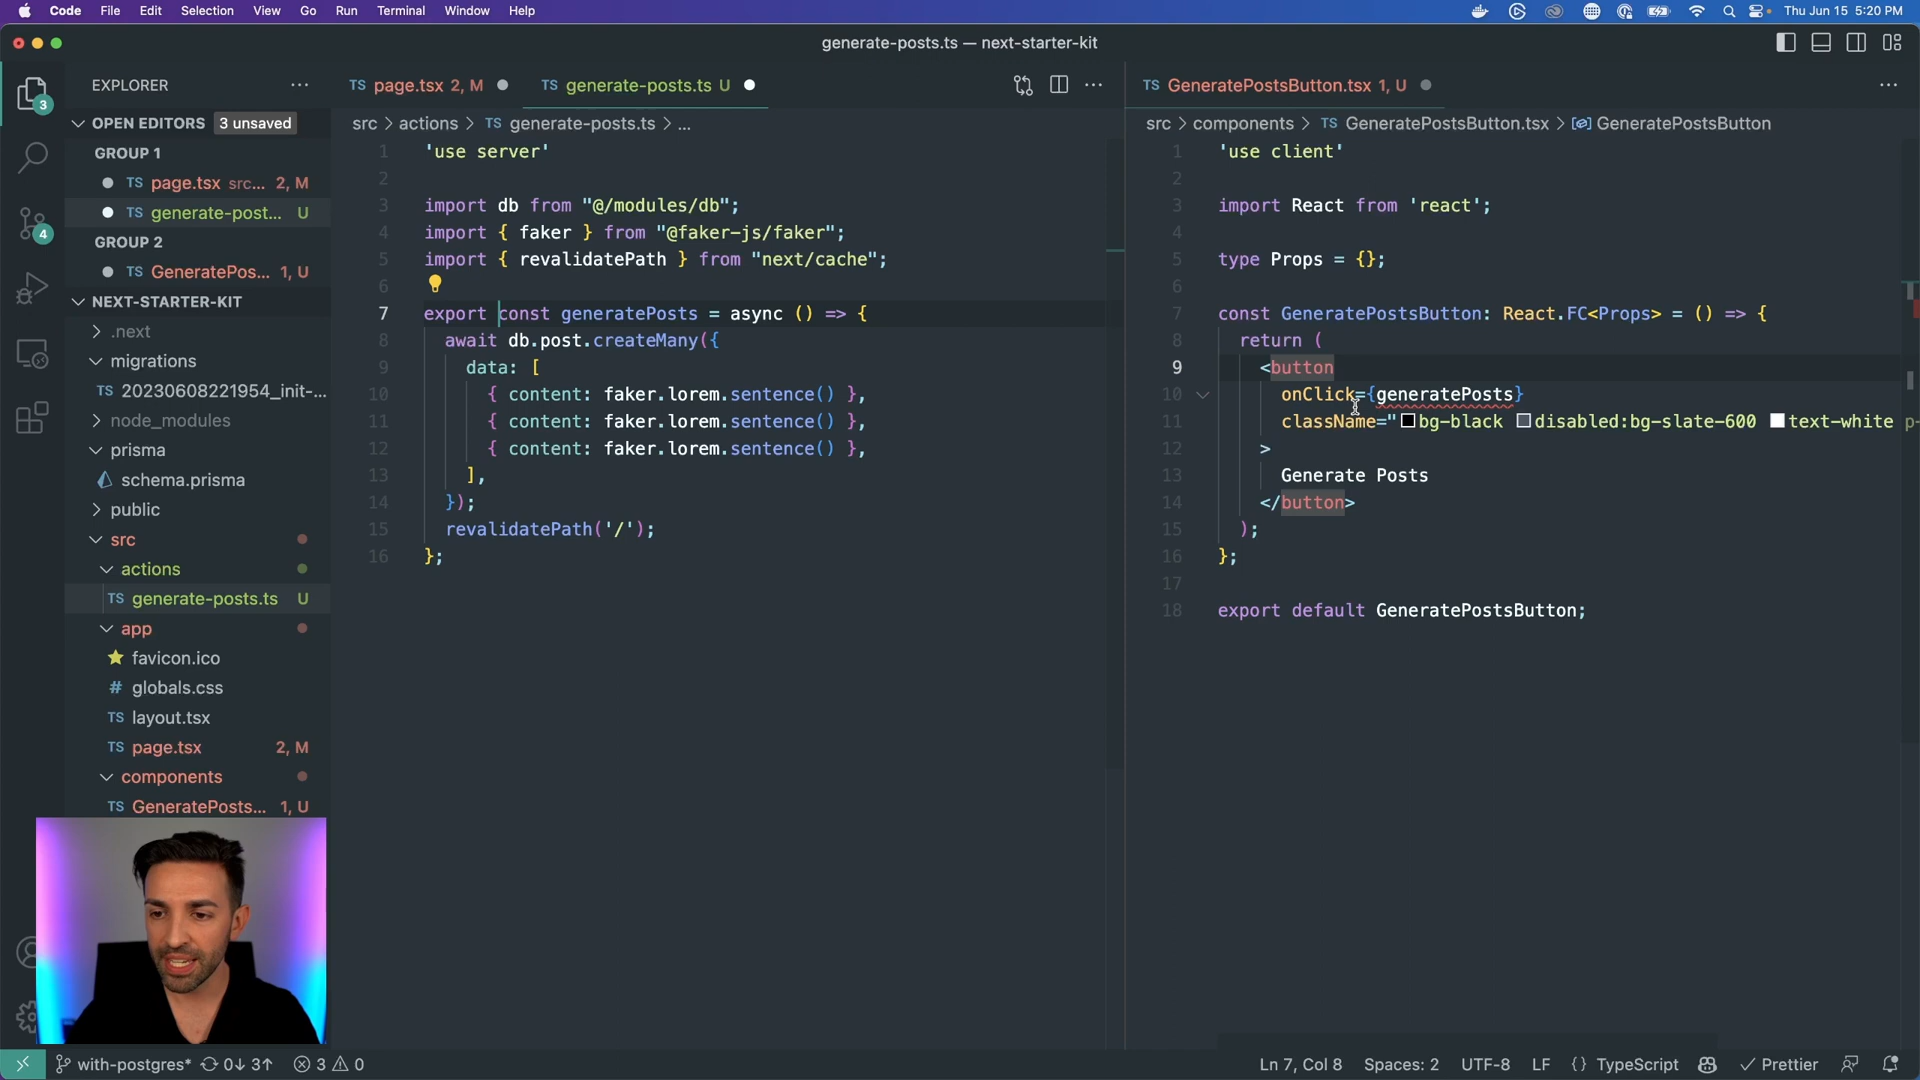 Code File Edit Selection View Go Run Terminal Window Help Thu Jun 15 5:20 PM
generate-posts.ts — next-starter-kit
EXPLORER
OPEN EDITORS 3 unsaved
GROUP 1
TS page.tsx src... 2, M
TS generate-post... U
GROUP 2
TS GeneratePos... 1, U
NEXT-STARTER-KIT
.next
migrations
TS 20230608221954_init-...
node_modules
prisma
schema.prisma
public
src
actions
TS generate-posts.ts U
app
favicon.ico
# globals.css
TS layout.tsx
TS page.tsx 2, M
components
TS GeneratePosts... 1, U
3
4
TS page.tsx 2, M
TS generate-posts.ts U
src > actions > TS generate-posts.ts > ...
1 'use server'
2
3 import db from "@/modules/db";
4 import { faker } from "@faker-js/faker";
5 import { revalidatePath } from "next/cache";
6
7 export const generatePosts = async () => {
8 await db.post.createMany({
9 data: [
10 { content: faker.lorem.sentence() },
11 { content: faker.lorem.sentence() },
12 { content: faker.lorem.sentence() },
13 ],
14 });
15 revalidatePath('/');
16 };
TS GeneratePostsButton.tsx 1, U
src > components > TS GeneratePostsButton.tsx > GeneratePostsButton
1 'use client'
2
3 import React from 'react';
4
5 type Props = {};
6
7 const GeneratePostsButton: React.FC<Props> = () => {
8 return (
9 <button
10 onClick={generatePosts}
11 className="bg-black disabled:bg-slate-600 text-white p-
12 >
13 Generate Posts
14 </button>
15 );
16 };
17
18 export default GeneratePostsButton;
with-postgres* 0↓ 3↑ 3 0 Ln 7, Col 8 Spaces: 2 UTF-8 LF {} TypeScript Prettier